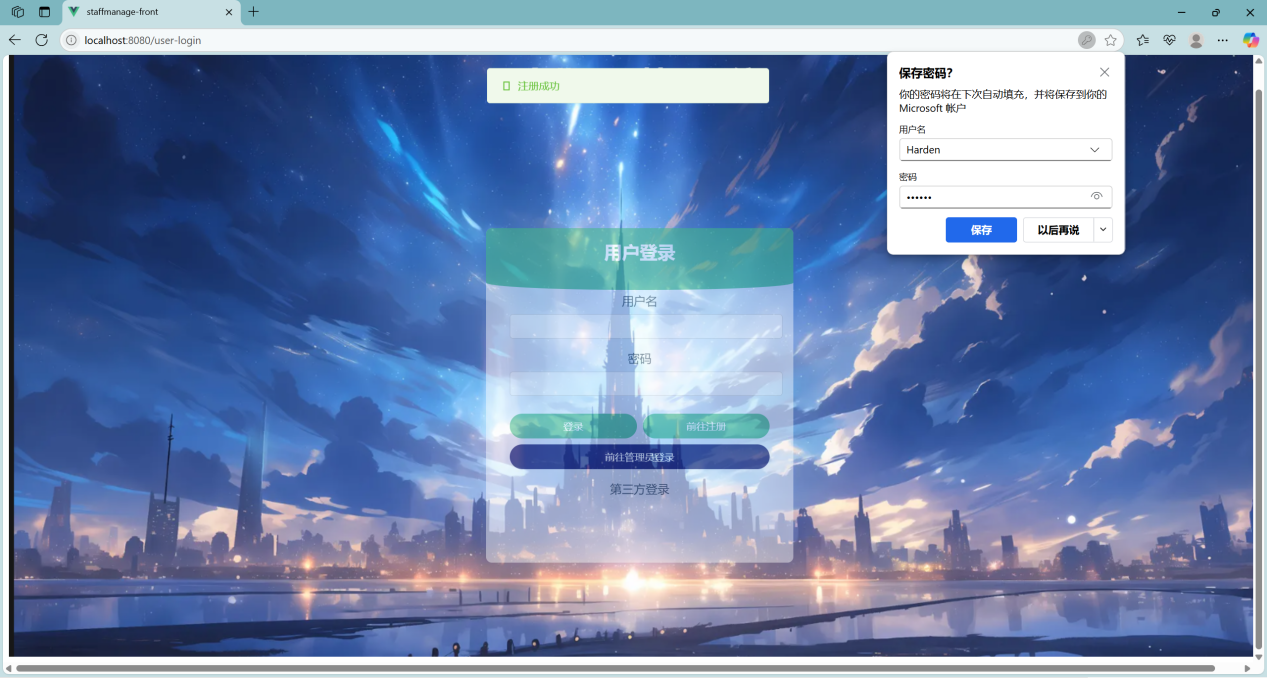 staffmanage-front
localhost:8080/user-login
注册成功
保存密码?
你的密码将在下次自动填充，并将保存到你的
Microsoft 帐户
用户名
Harden
密码
••••••
保存
以后再说
用户登录
用户名
密码
登录
前往注册
前往管理员登录
第三方登录